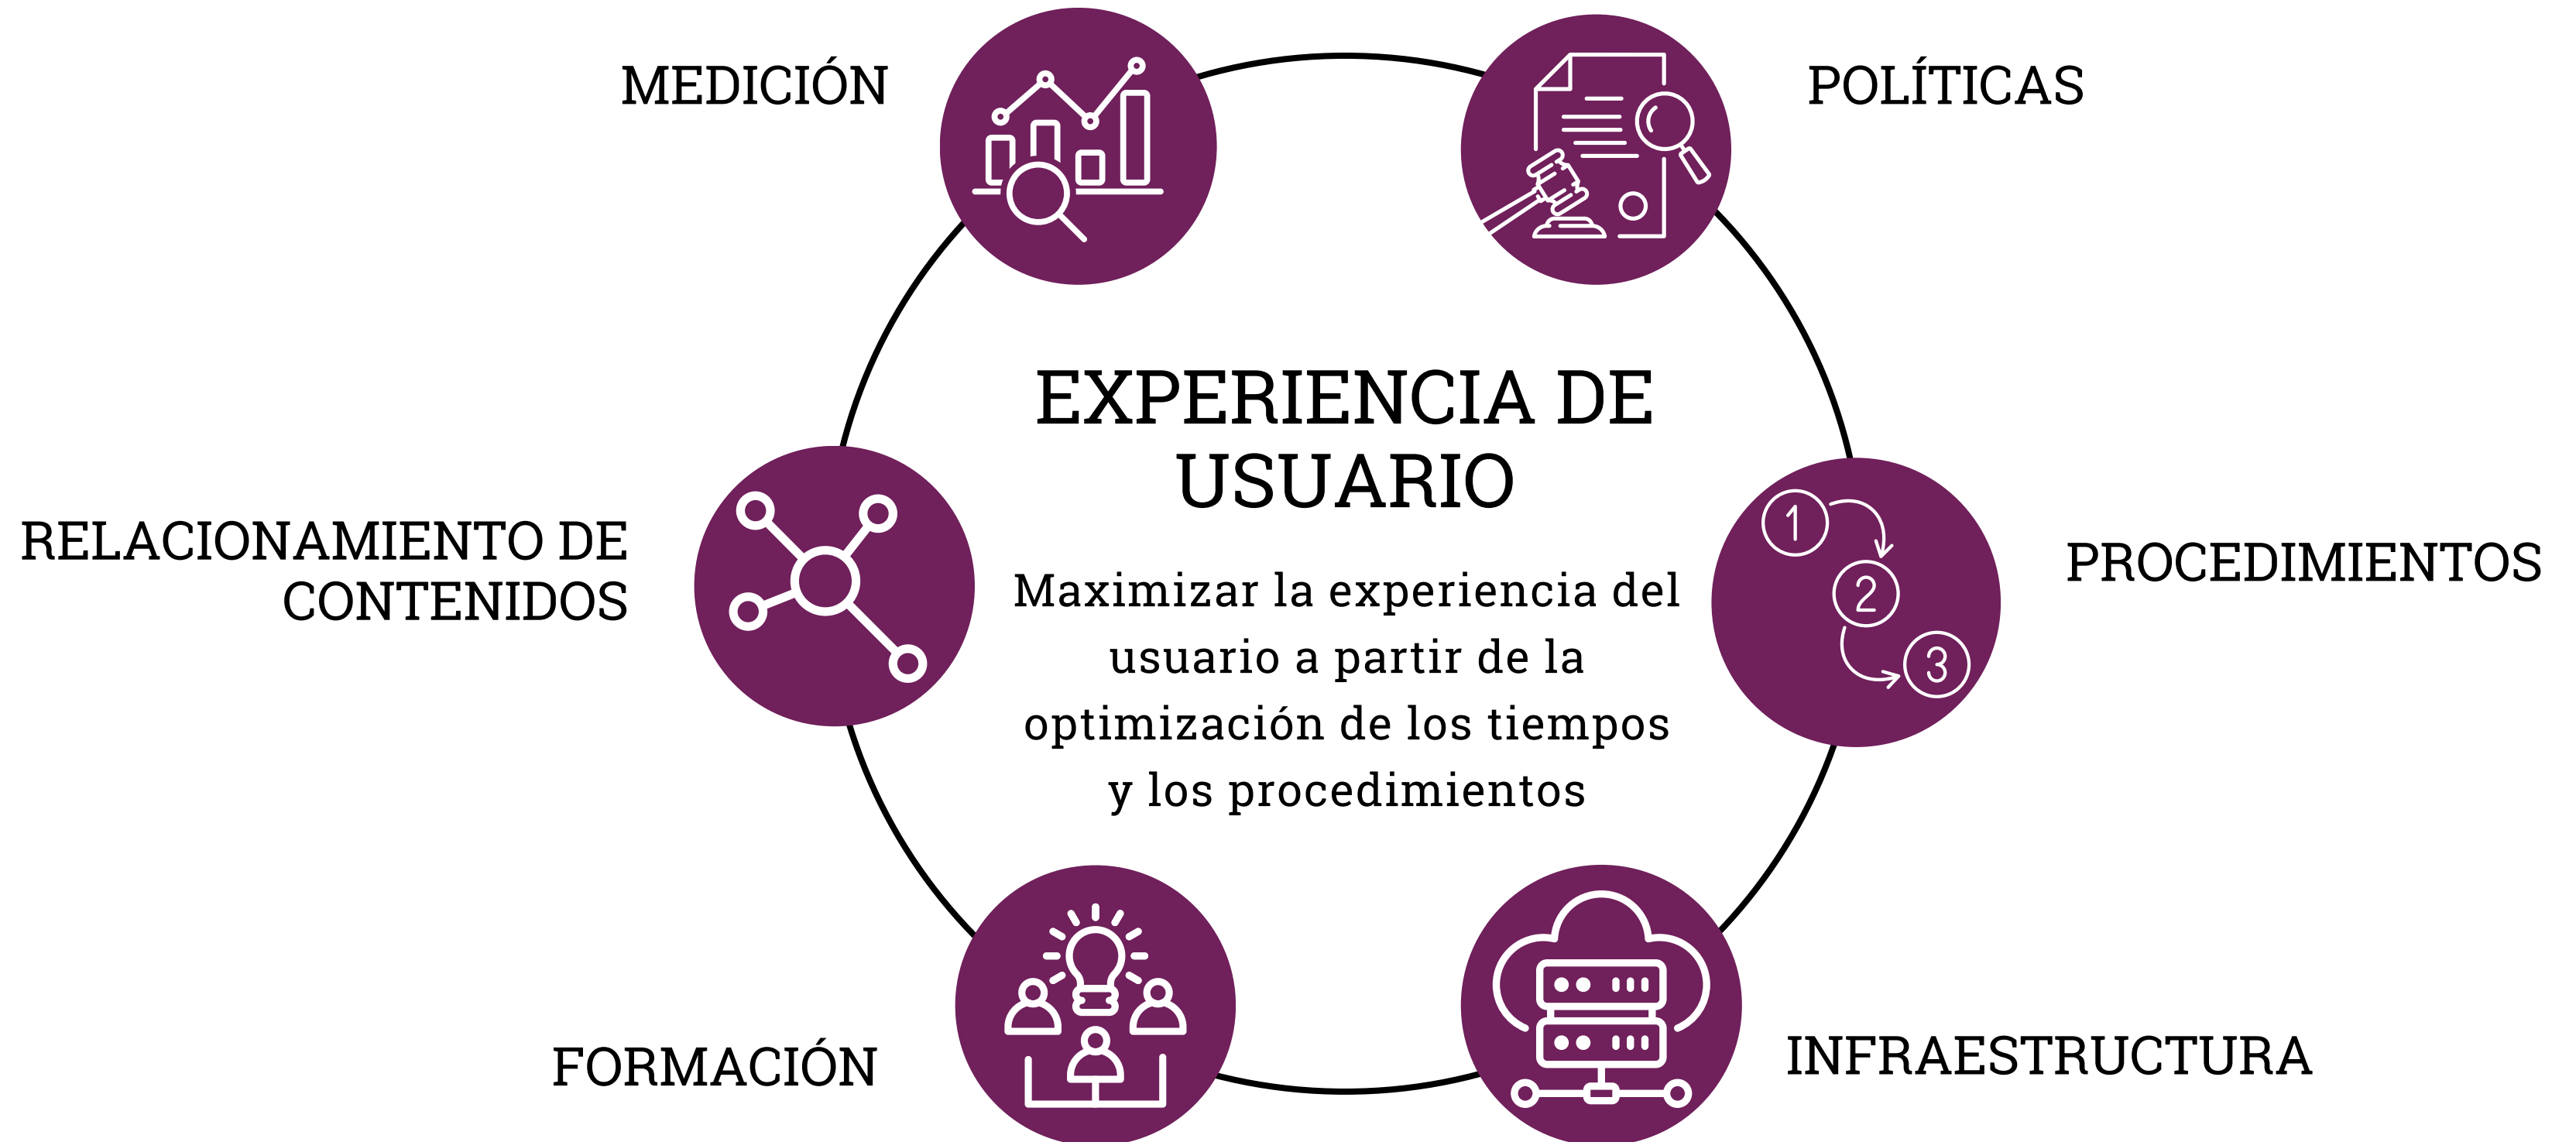 MEDICIÓN
POLÍTICAS
EXPERIENCIA DE
USUARIO
RELACIONAMIENTO DE
CONTENIDOS
Maximizar la experiencia del
usuario a partir de la
optimización de los tiempos
y los procedimientos
1
2
3
PROCEDIMIENTOS
FORMACIÓN
INFRAESTRUCTURA